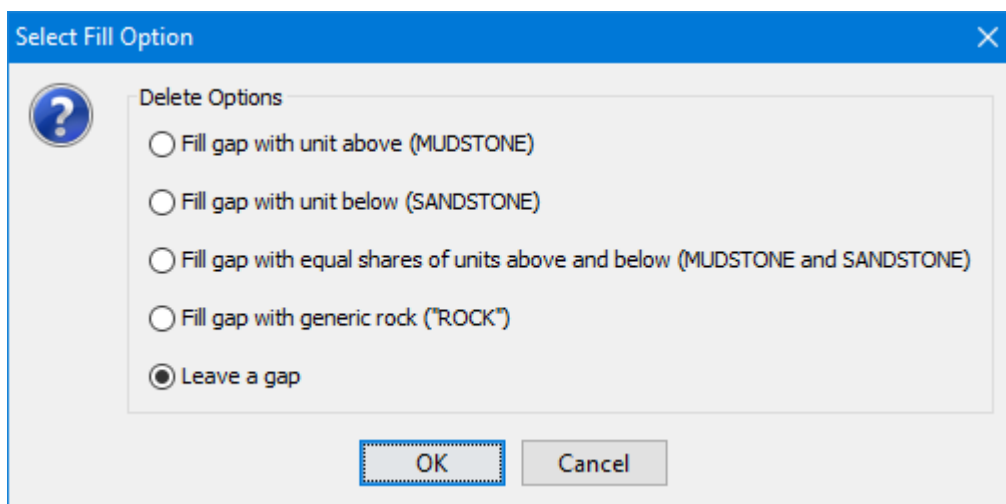 Select Fill Option
Delete Options
Fill gap with unit above (MUDSTONE)
Fill gap with unit below (SANDSTONE)
Fill gap with equal shares of units above and below (MUDSTONE and SANDSTONE)
Fill gap with generic rock ("ROCK")
Leave a gap
OK
Cancel